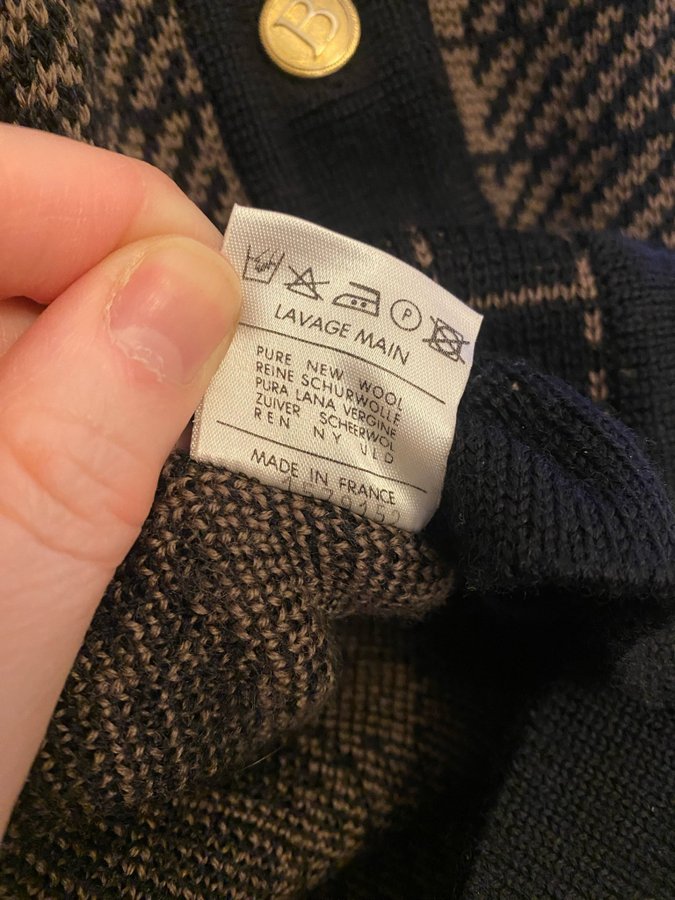 B
P
LAVAGE MAIN
PURE NEW WOOL
REINE SCHURWOLLE
PURA LANA VERGINE
ZUIVER SCHEERWOL
REN NY ULD
MADE IN FRANCE